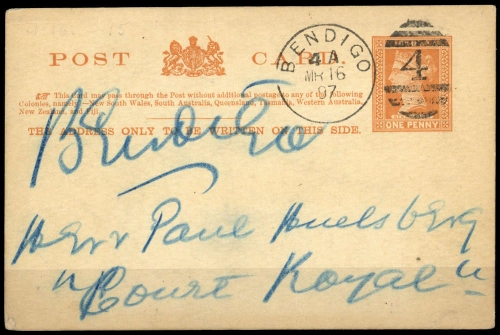 POST CARD.
☞ This Card may pass through the Post without additional postage to any of the following
Colonies, namely:—New South Wales, South Australia, Queensland, Tasmania, Western Australia,
New Zealand, and Fiji.
THE ADDRESS ONLY TO BE WRITTEN ON THIS SIDE.
BENDIGO
4 A
MR 16
97
4
ONE PENNY
Bendigo
Herr Paul Huelsberg
"Court Royal"